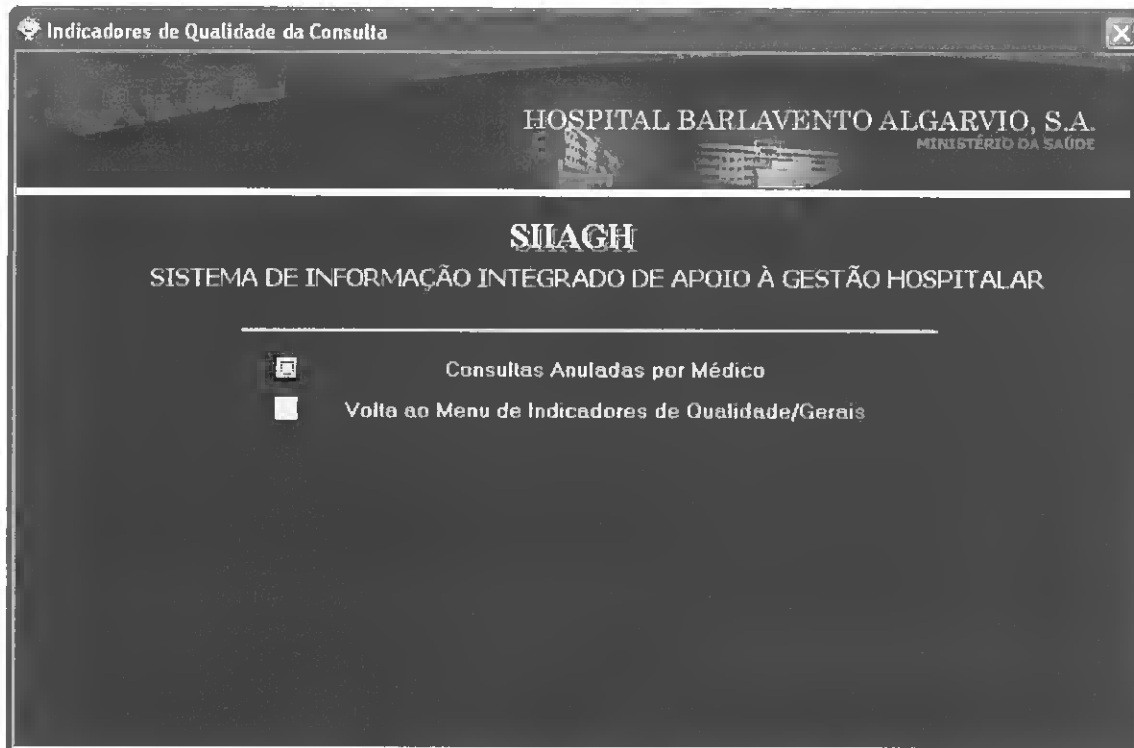 Indicadores de Qualidade da Consulta
HOSPITAL BARLAVENTO ALGARVIO, S.A.
MINISTÉRIO DA SAÚDE
SIIAGH
SISTEMA DE INFORMAÇÃO INTEGRADO DE APOIO À GESTÃO HOSPITALAR
Consultas Anuladas por Médico
Volta ao Menu de Indicadores de Qualidade/Gerais